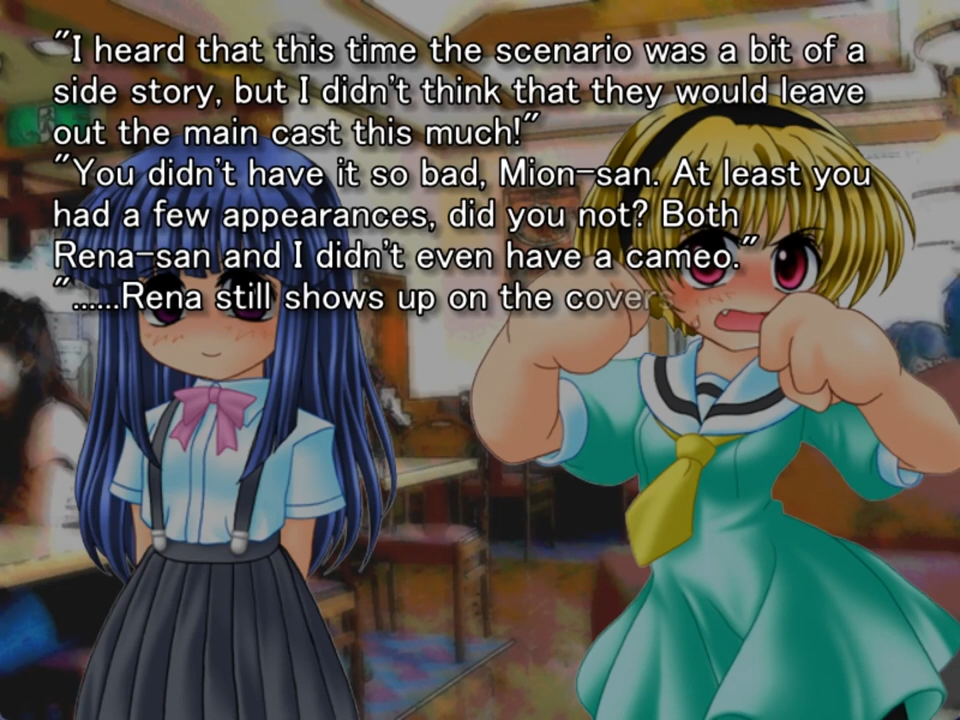 "I heard that this time the scenario was a bit of a
side story, but I didn't think that they would leave
out the main cast this much!"
"You didn't have it so bad, Mion-san. At least you
had a few appearances, did you not? Both
Rena-san and I didn't even have a cameo."
"......Rena still shows up on the covers